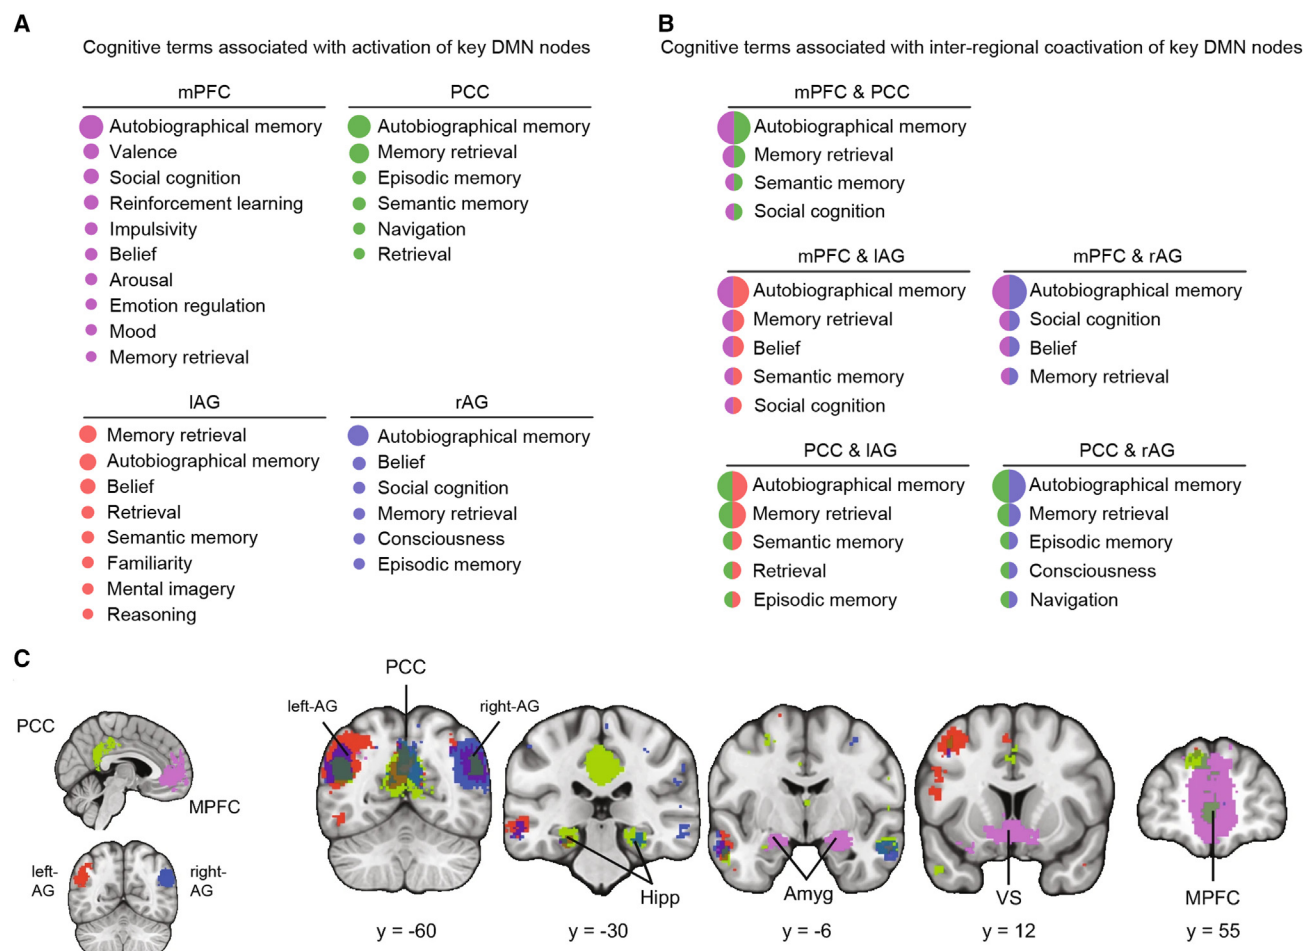 A
Cognitive terms associated with activation of key DMN nodes
mPFC
Autobiographical memory
Valence
Social cognition
Reinforcement learning
Impulsivity
Belief
Arousal
Emotion regulation
Mood
Memory retrieval
PCC
Autobiographical memory
Memory retrieval
Episodic memory
Semantic memory
Navigation
Retrieval
lAG
Memory retrieval
Autobiographical memory
Belief
Retrieval
Semantic memory
Familiarity
Mental imagery
Reasoning
rAG
Autobiographical memory
Belief
Social cognition
Memory retrieval
Consciousness
Episodic memory
B
Cognitive terms associated with inter-regional coactivation of key DMN nodes
mPFC & PCC
Autobiographical memory
Memory retrieval
Semantic memory
Social cognition
mPFC & lAG
Autobiographical memory
Memory retrieval
Belief
Semantic memory
Social cognition
mPFC & rAG
Autobiographical memory
Social cognition
Belief
Memory retrieval
PCC & lAG
Autobiographical memory
Memory retrieval
Semantic memory
Retrieval
Episodic memory
PCC & rAG
Autobiographical memory
Memory retrieval
Episodic memory
Consciousness
Navigation
C
PCC
MPFC
left-
AG
right-
AG
PCC
left-AG
right-AG
y = -60
Hipp
y = -30
Amyg
y = -6
VS
y = 12
MPFC
y = 55